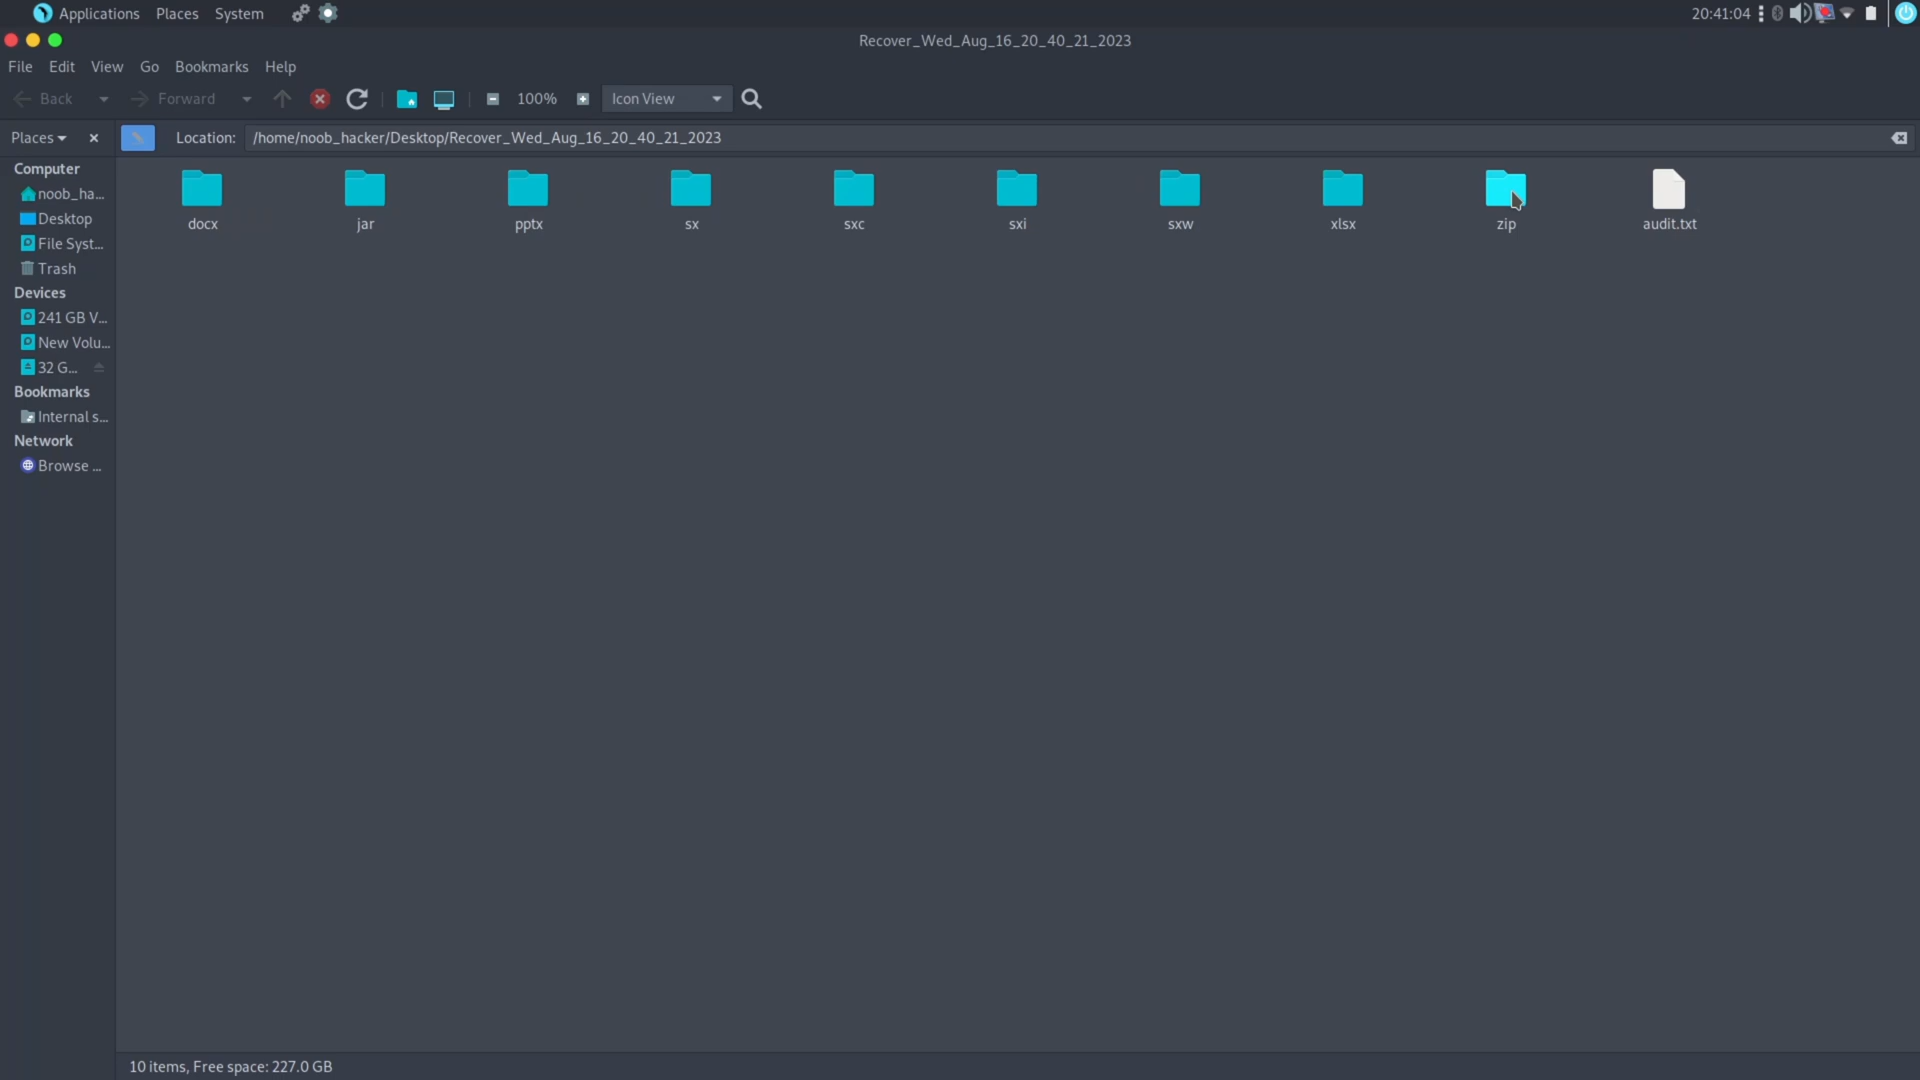 Applications Places System 20:41:04
Recover_Wed_Aug_16_20_40_21_2023
File Edit View Go Bookmarks Help
Back Forward 100% Icon View
Places Location: /home/noob_hacker/Desktop/Recover_Wed_Aug_16_20_40_21_2023
Computer
noob_ha...
Desktop
File Syst...
Trash
Devices
241 GB V...
New Volu...
32 G...
Bookmarks
Internal s...
Network
Browse ...
docx jar pptx sx sxc sxi sxw xlsx zip audit.txt
10 items, Free space: 227.0 GB